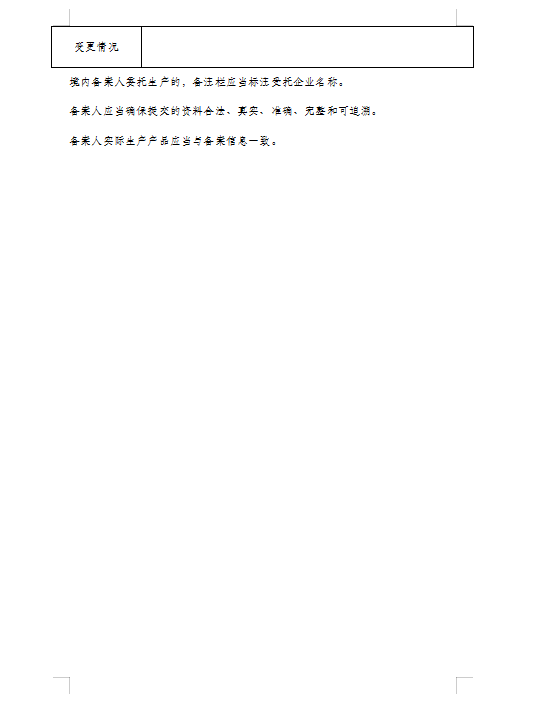 变更情况
境内备案人委托生产的，备注栏应当标注受托企业名称。
备案人应当确保提交的资料合法、真实、准确、完整和可追溯。
备案人实际生产产品应当与备案信息一致。